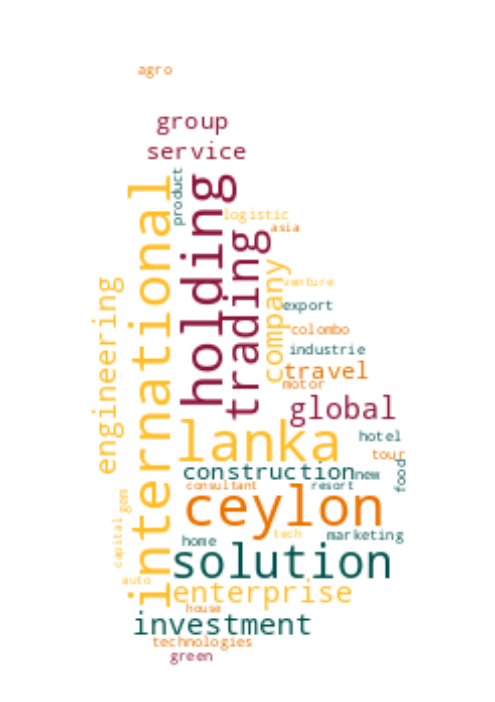 agro
group
service
product
international
holding
logistic
asia
trading
company
venture
engineering
export
colombo
industrie
travel
motor
global
lanka
hotel
tour
construction
new
food
consultant
resort
gem
ceylon
capital
tech
marketing
home
solution
auto
enterprise
house
investment
technologies
green